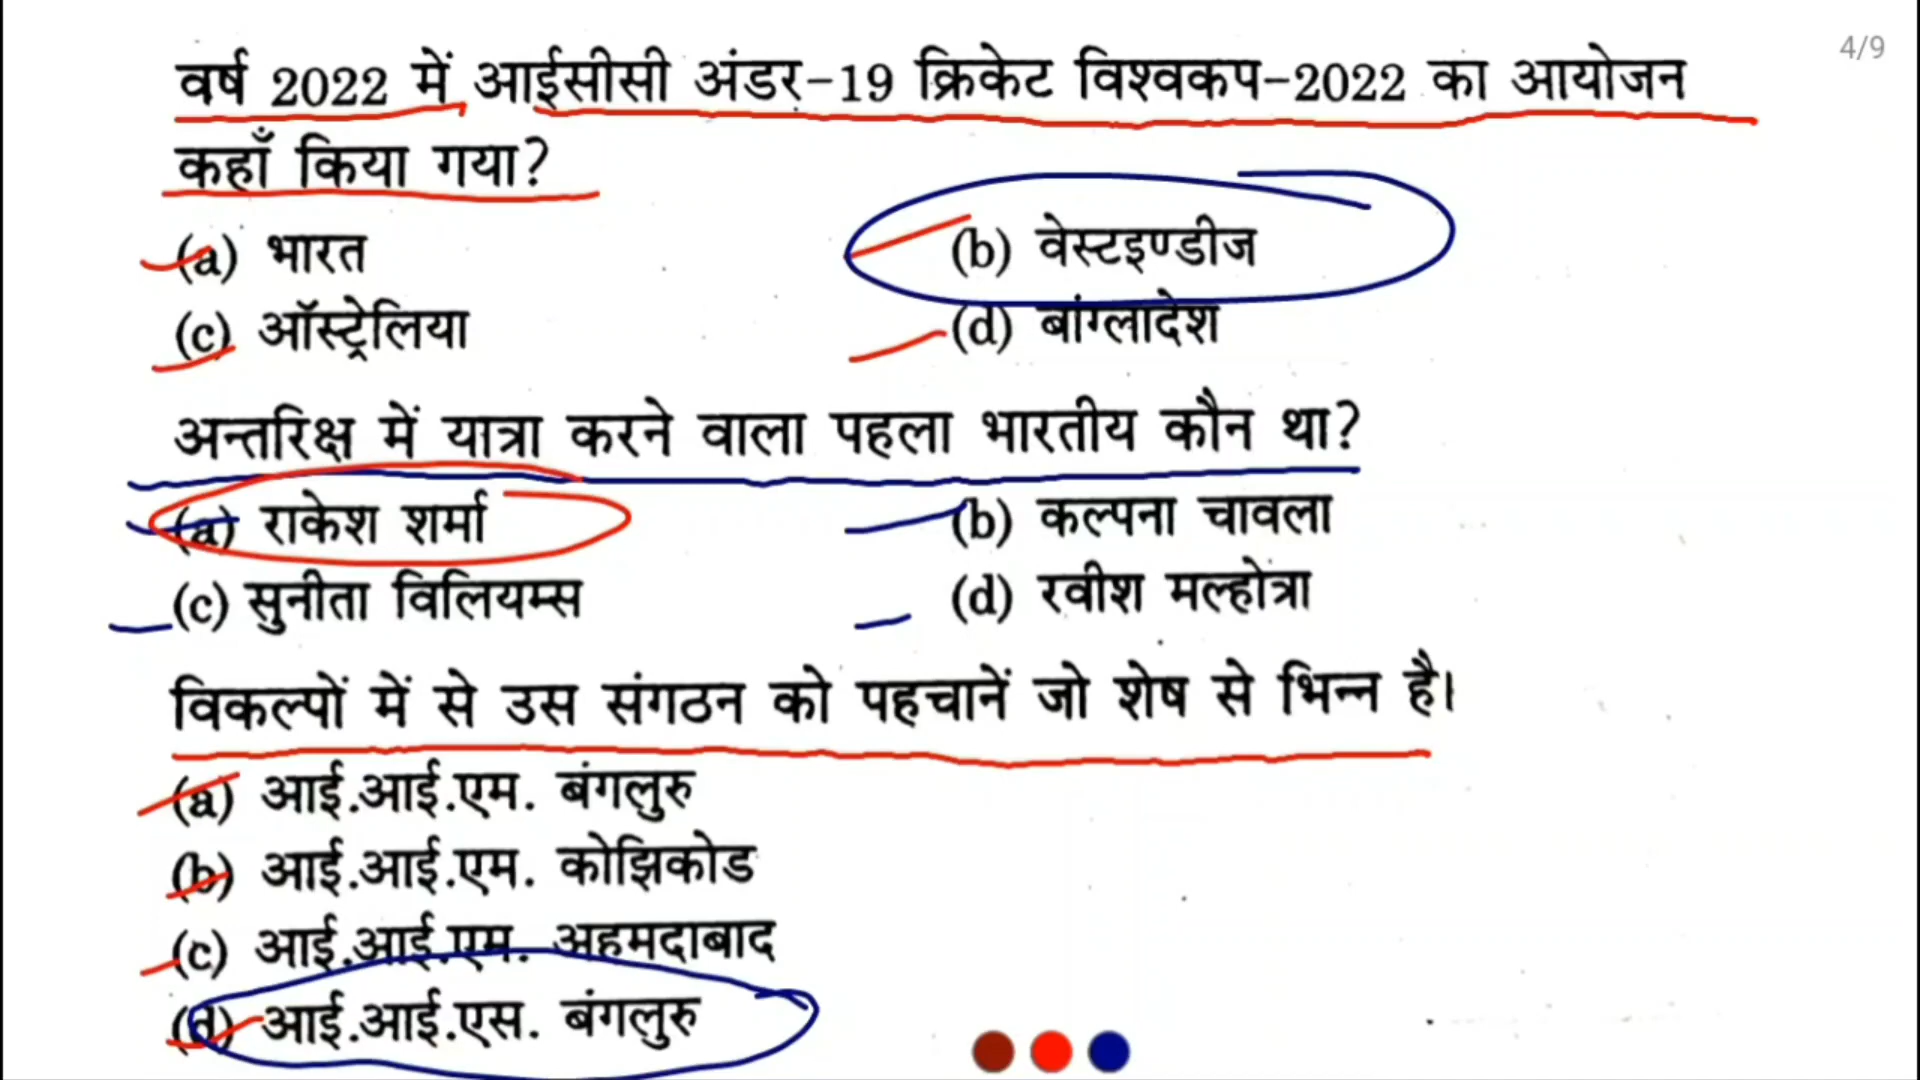 4/9
वर्ष 2022 में आईसीसी अंडर-19 क्रिकेट विश्वकप-2022 का आयोजन
कहाँ किया गया?
(a) भारत (b) वेस्टइण्डीज
(c) ऑस्ट्रेलिया (d) बांग्लादेश
अन्तरिक्ष में यात्रा करने वाला पहला भारतीय कौन था?
(a) राकेश शर्मा (b) कल्पना चावला
(c) सुनीता विलियम्स (d) रवीश मल्होत्रा
विकल्पों में से उस संगठन को पहचानें जो शेष से भिन्न है।
(a) आई.आई.एम. बंगलुरु
(b) आई.आई.एम. कोझिकोड
(c) आई.आई.एम. अहमदाबाद
(d) आई.आई.एस. बंगलुरु